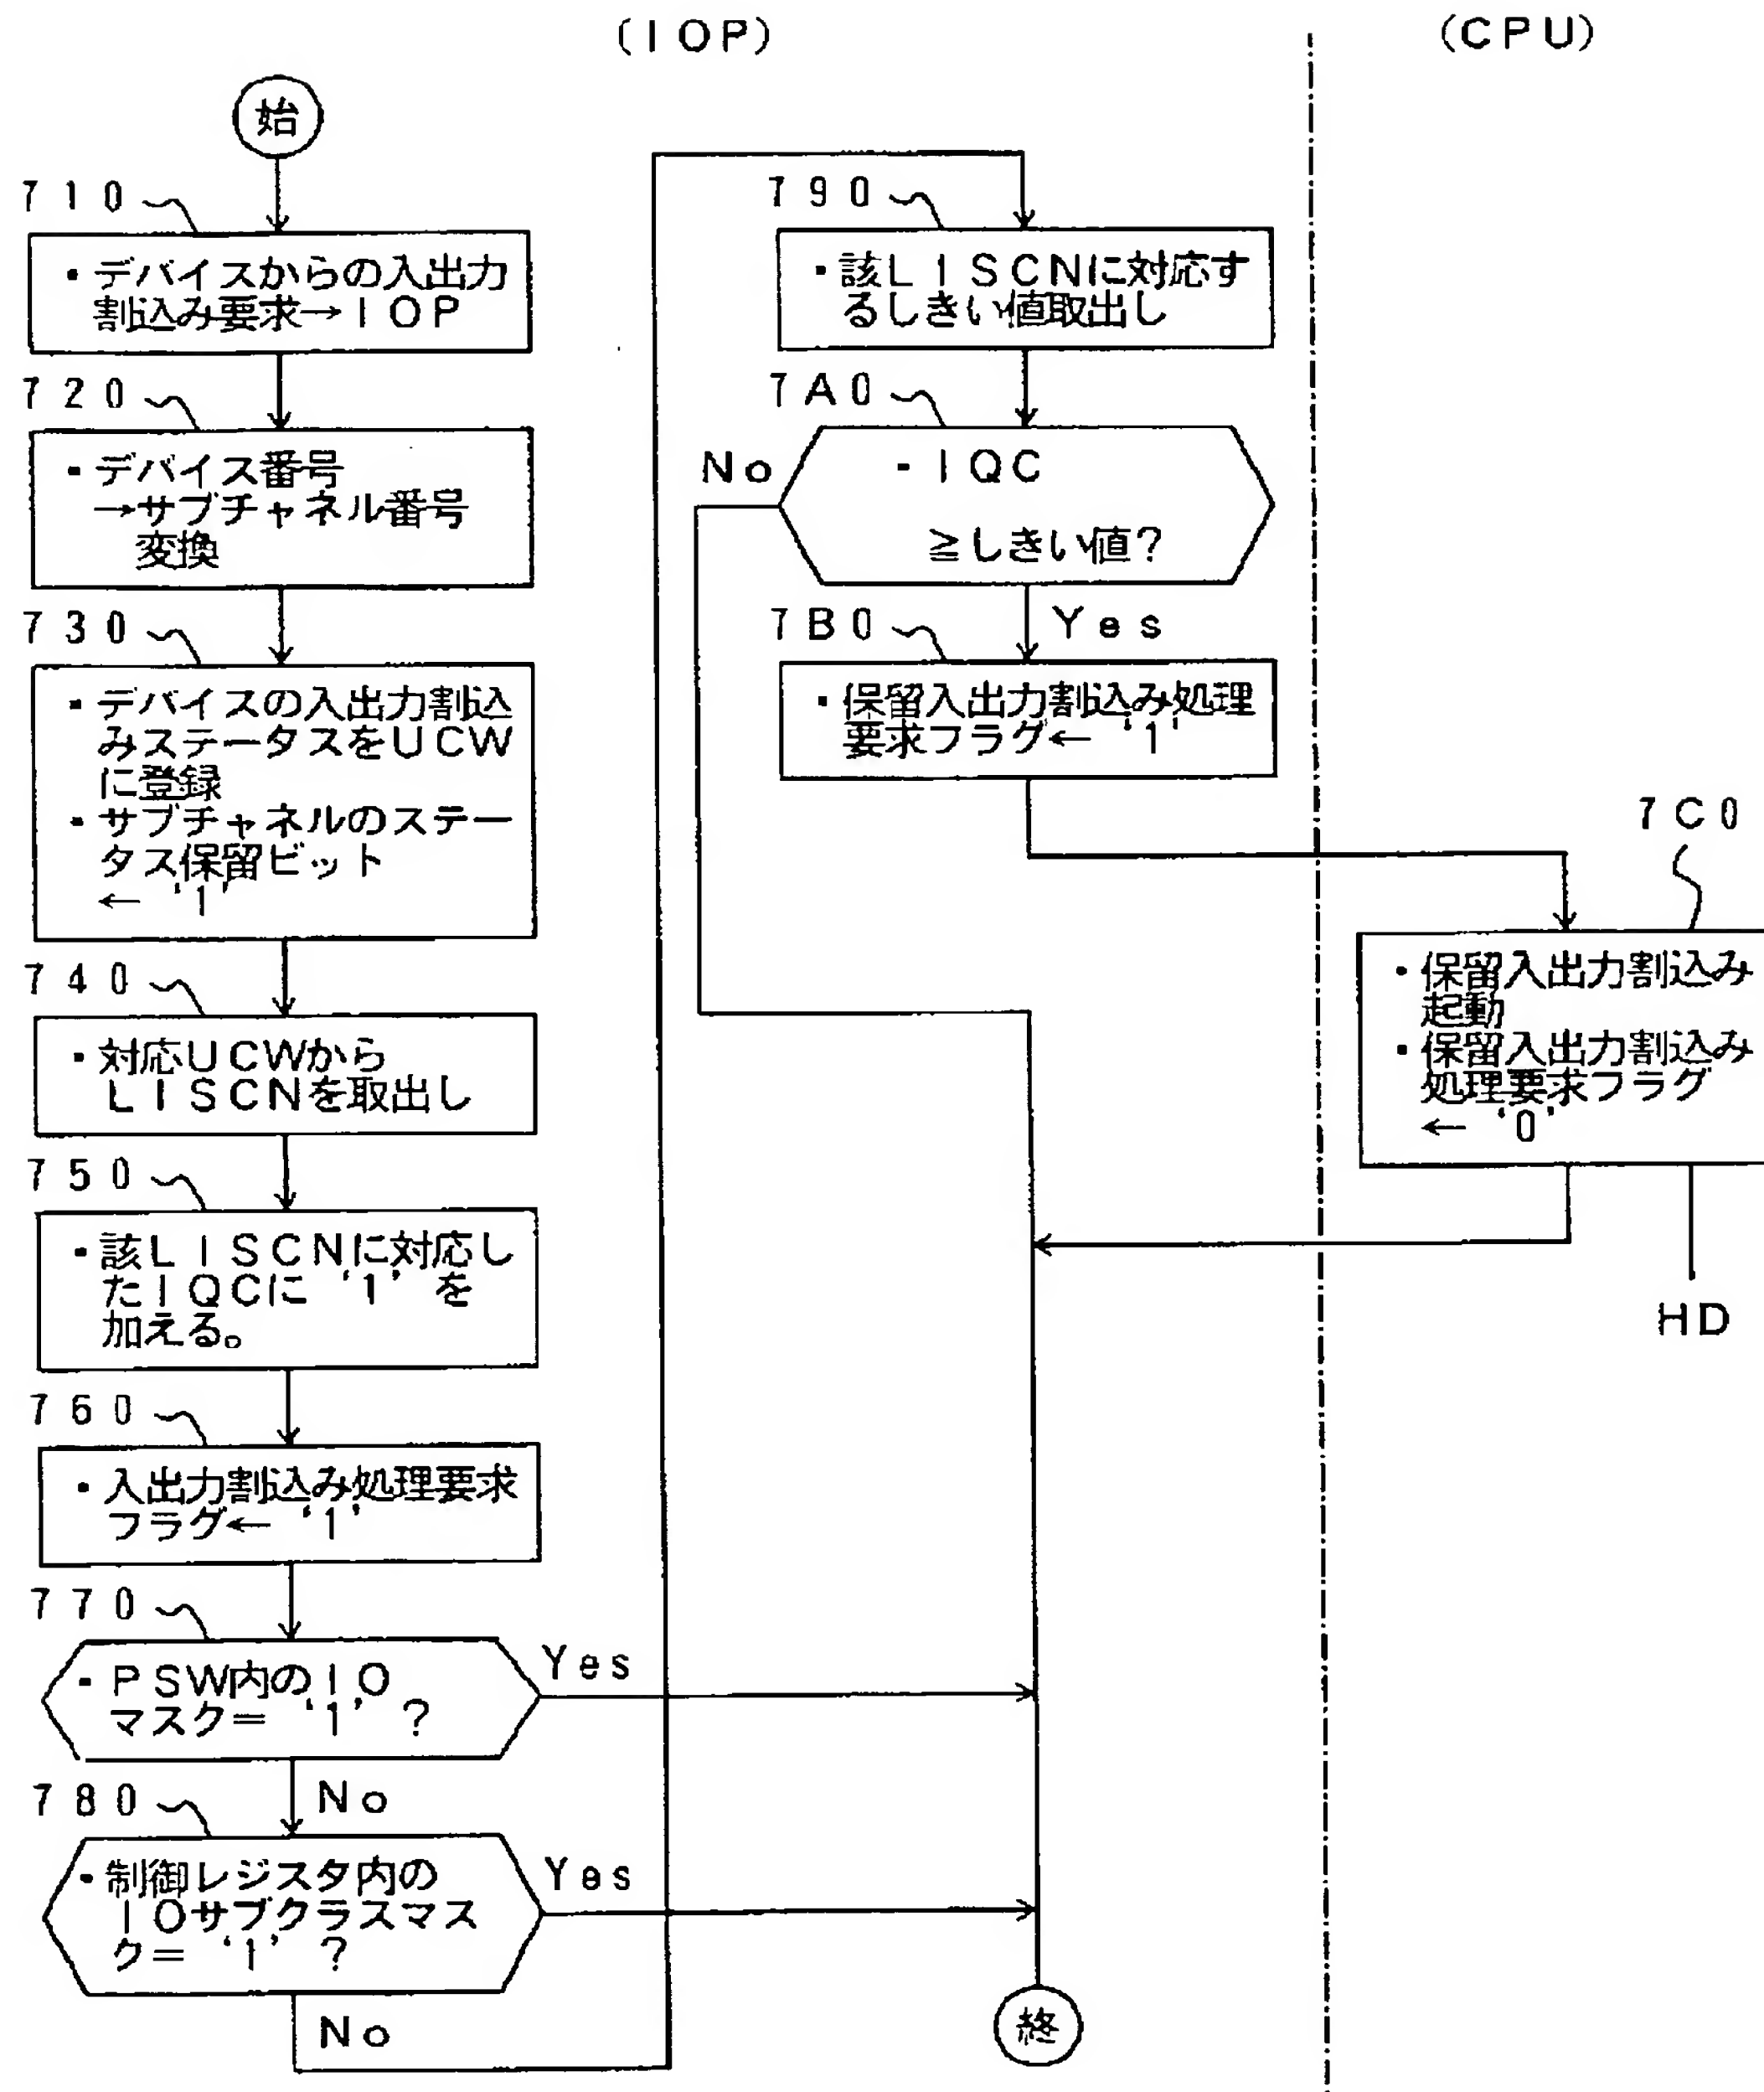 (IOP)
(CPU)
始
710
・デバイスからの入出力
割込み要求→IOP
720
・デバイス番号
→サブチャネル番号
変換
730
・デバイスの入出力割込
みステータスをUCW
に登録
・サブチャネルのステー
タス保留ビット
← '1'
740
・対応UCWから
LISCNを取出し
750
・該LISCNに対応し
たIQCに '1' を
加える。
760
・入出力割込み処理要求
フラグ← '1'
770
・PSW内のIO
マスク= '1' ?
Yes
No
780
・制御レジスタ内の
IOサブクラスマス
ク= '1' ?
Yes
No
790
・該LISCNに対応す
るしきい値取出し
7A0
・IQC
≧しきい値?
No
Yes
7B0
・保留入出力割込み処理
要求フラグ← '1'
7C0
・保留入出力割込み
起動
・保留入出力割込み
処理要求フラグ
← '0'
HD
終